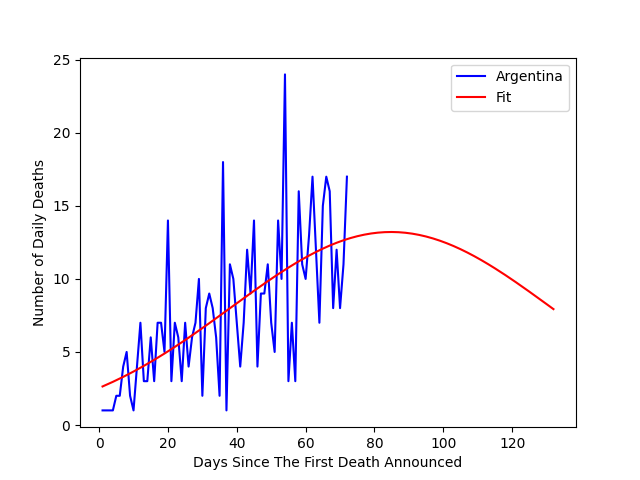 Argentina
Fit
25
20
15
10
5
0
Number of Daily Deaths
0 20 40 60 80 100 120
Days Since The First Death Announced